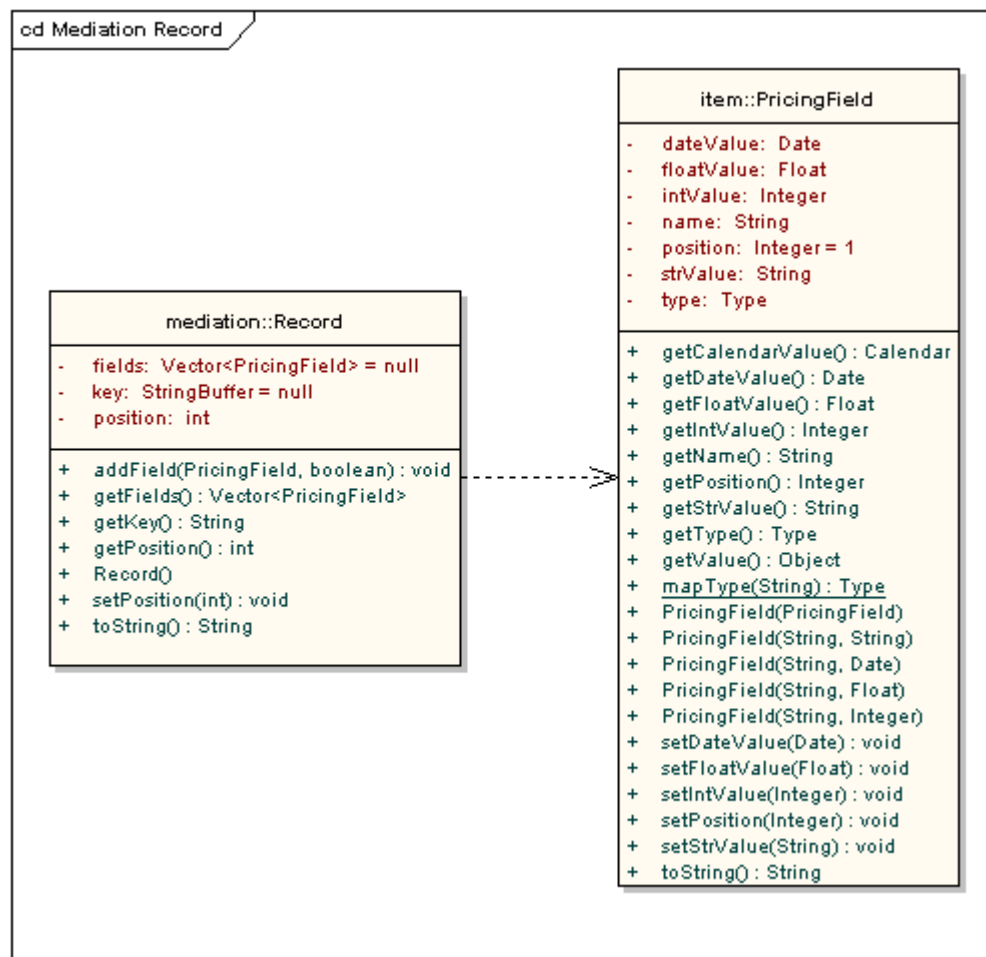 cd Mediation Record
mediation::Record
- fields: Vector<PricingField> = null
- key: StringBuffer = null
- position: int
+ addField(PricingField, boolean) : void
+ getFields() : Vector<PricingField>
+ getKey() : String
+ getPosition() : int
+ Record()
+ setPosition(int) : void
+ toString() : String
item::PricingField
- dateValue: Date
- floatValue: Float
- intValue: Integer
- name: String
- position: Integer = 1
- strValue: String
- type: Type
+ getCalendarValue() : Calendar
+ getDateValue() : Date
+ getFloatValue() : Float
+ getIntValue() : Integer
+ getName() : String
+ getPosition() : Integer
+ getStrValue() : String
+ getType() : Type
+ getValue() : Object
+ mapType(String) : Type
+ PricingField(PricingField)
+ PricingField(String, String)
+ PricingField(String, Date)
+ PricingField(String, Float)
+ PricingField(String, Integer)
+ setDateValue(Date) : void
+ setFloatValue(Float) : void
+ setIntValue(Integer) : void
+ setPosition(Integer) : void
+ setStrValue(String) : void
+ toString() : String